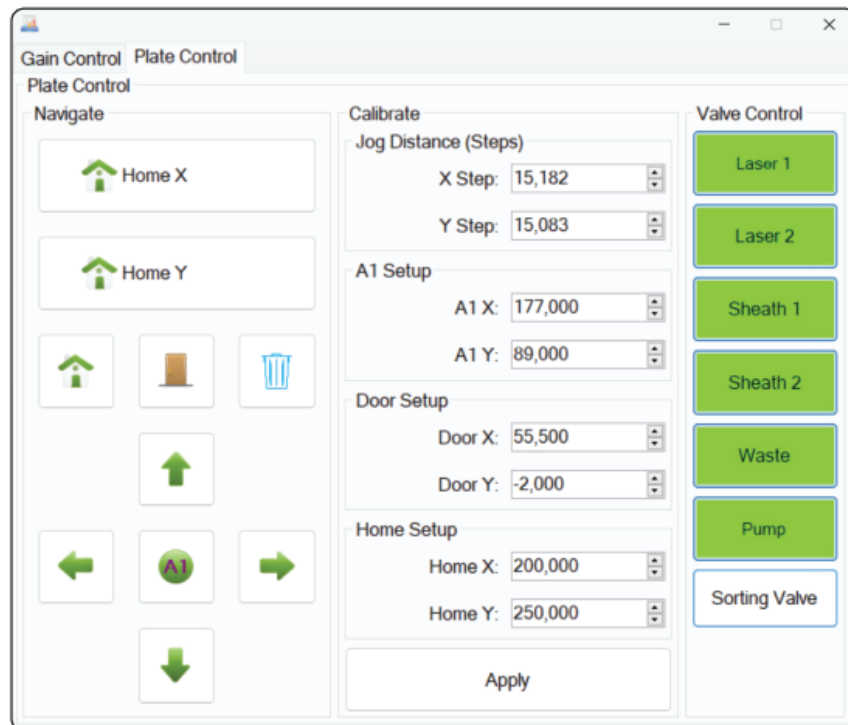 Gain Control
Plate Control
Plate Control
Navigate
Home X
Home Y
A1
Calibrate
Jog Distance (Steps)
X Step: 15,182
Y Step: 15,083
A1 Setup
A1 X: 177,000
A1 Y: 89,000
Door Setup
Door X: 55,500
Door Y: -2,000
Home Setup
Home X: 200,000
Home Y: 250,000
Apply
Valve Control
Laser 1
Laser 2
Sheath 1
Sheath 2
Waste
Pump
Sorting Valve